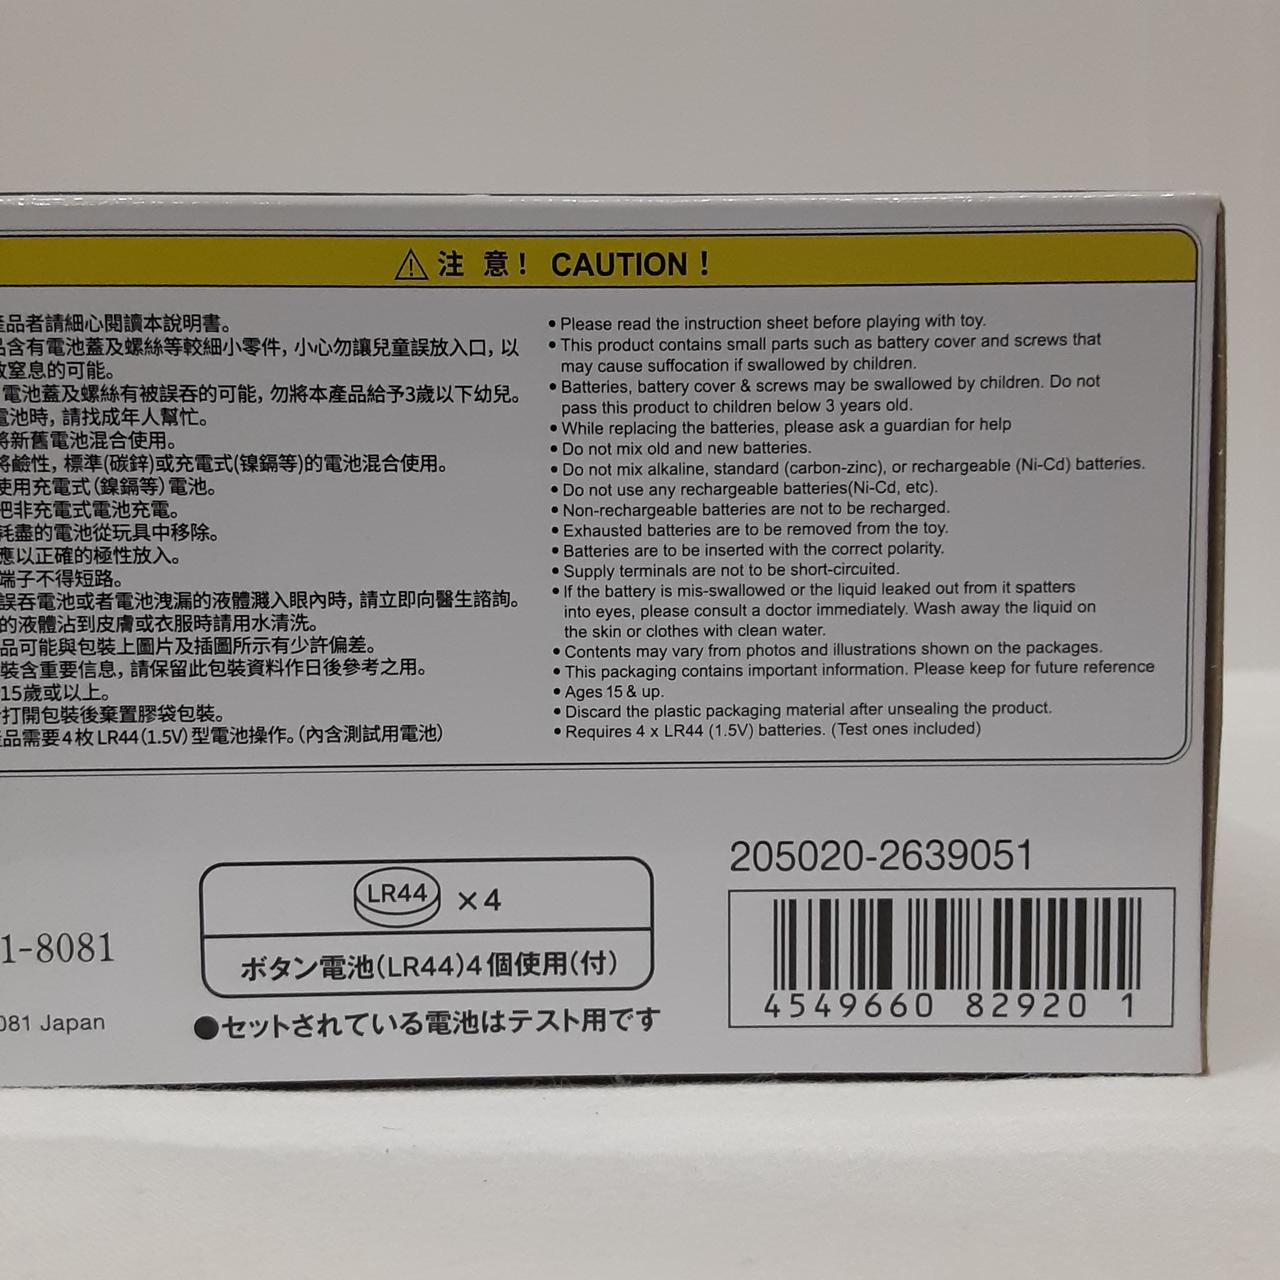 注 意! CAUTION!
品者請細心閱讀本說明書。
含有電池蓋及螺絲等較細小零件，小心勿讓兒童誤放入口，以
窒息的可能。
電池蓋及螺絲有被誤吞的可能，勿將本產品給予3歲以下幼兒。
電池時，請找成年人幫忙。
將新舊電池混合使用。
將鹼性，標準(碳鋅)或充電式(鎳鎘等)的電池混合使用。
使用充電式(鎳鎘等)電池。
把非充電式電池充電。
耗盡的電池從玩具中移除。
應以正確的極性放入。
端子不得短路。
誤吞電池或者電池洩漏的液體濺入眼內時，請立即向醫生諮詢。
的液體沾到皮膚或衣服時請用水清洗。
品可能與包裝上圖片及插圖所示有少許偏差。
裝含重要信息，請保留此包裝資料作日後參考之用。
15歲或以上。
打開包裝後棄置膠袋包裝。
品需要4枚LR44(1.5V)型電池操作。(內含測試用電池)
• Please read the instruction sheet before playing with toy.
• This product contains small parts such as battery cover and screws that
may cause suffocation if swallowed by children.
• Batteries, battery cover & screws may be swallowed by children. Do not
pass this product to children below 3 years old.
• While replacing the batteries, please ask a guardian for help
• Do not mix old and new batteries.
• Do not mix alkaline, standard (carbon-zinc), or rechargeable (Ni-Cd) batteries.
• Do not use any rechargeable batteries(Ni-Cd, etc).
• Non-rechargeable batteries are not to be recharged.
• Exhausted batteries are to be removed from the toy.
• Batteries are to be inserted with the correct polarity.
• Supply terminals are not to be short-circuited.
• If the battery is mis-swallowed or the liquid leaked out from it spatters
into eyes, please consult a doctor immediately. Wash away the liquid on
the skin or clothes with clean water.
• Contents may vary from photos and illustrations shown on the packages.
• This packaging contains important information. Please keep for future reference
• Ages 15 & up.
• Discard the plastic packaging material after unsealing the product.
• Requires 4 x LR44 (1.5V) batteries. (Test ones included)
1-8081
081 Japan
LR44 ×4
ボタン電池(LR44)4個使用(付)
●セットされている電池はテスト用です
205020-2639051
4549660 82920 1